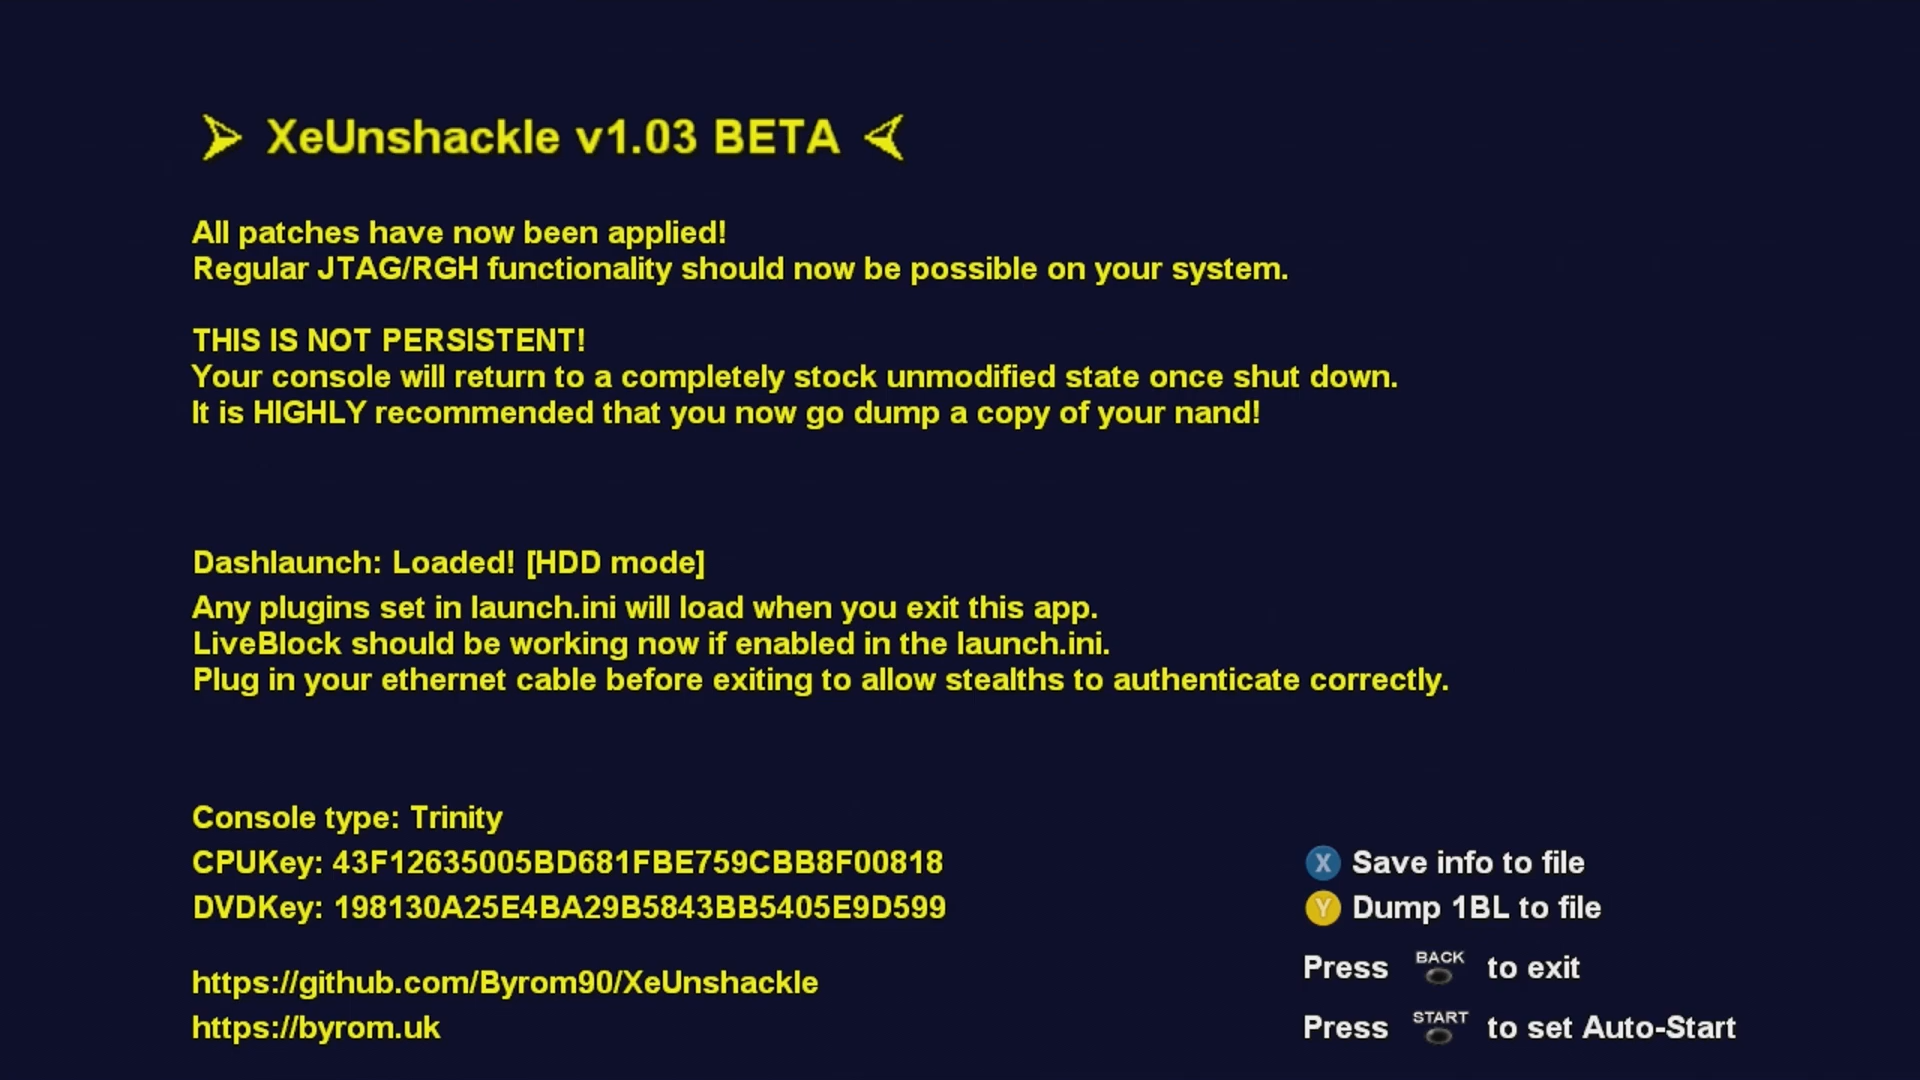 XeUnshackle v1.03 BETA
All patches have now been applied!
Regular JTAG/RGH functionality should now be possible on your system.
THIS IS NOT PERSISTENT!
Your console will return to a completely stock unmodified state once shut down.
It is HIGHLY recommended that you now go dump a copy of your nand!
Dashlaunch: Loaded! [HDD mode]
Any plugins set in launch.ini will load when you exit this app.
LiveBlock should be working now if enabled in the launch.ini.
Plug in your ethernet cable before exiting to allow stealths to authenticate correctly.
Console type: Trinity
CPUKey: 43F12635005BD681FBE759CBB8F00818
DVDKey: 198130A25E4BA29B5843BB5405E9D599
https://github.com/Byrom90/XeUnshackle
https://byrom.uk
X Save info to file
Y Dump 1BL to file
Press BACK to exit
Press START to set Auto-Start